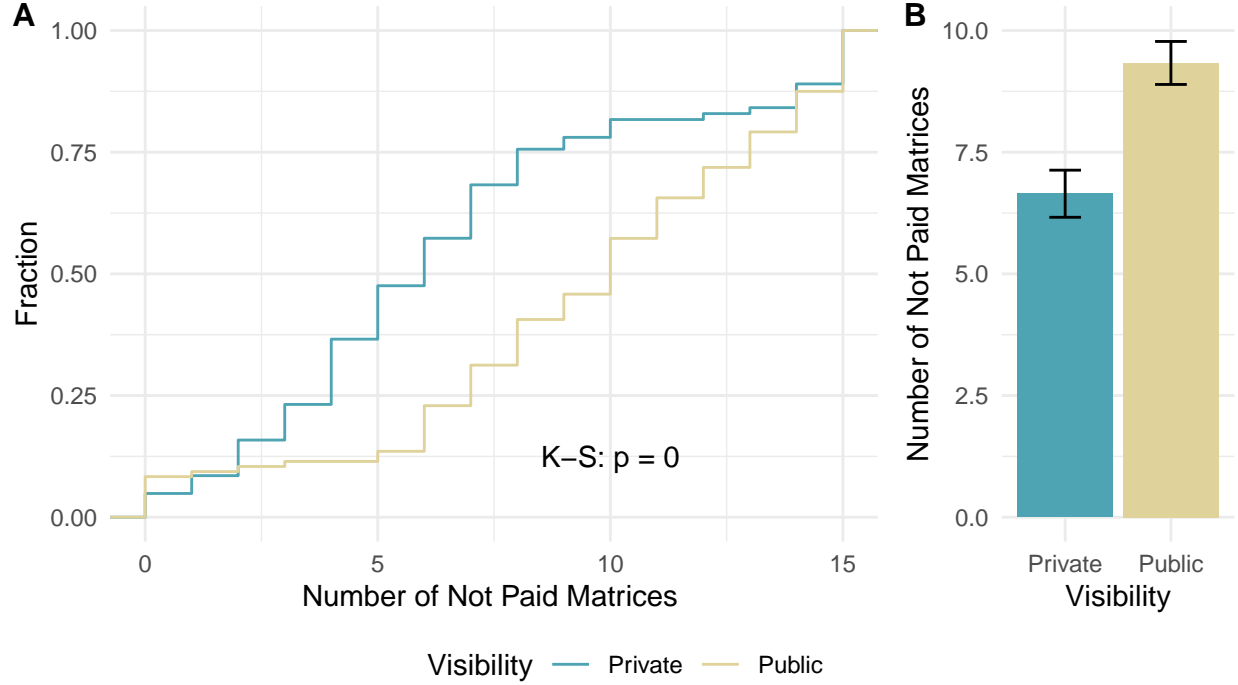 A
1.00
0.75
0.50
0.25
0.00
Fraction
K−S: p = 0
0 5 10 15
Number of Not Paid Matrices
B
10.0
7.5
5.0
2.5
0.0
Number of Not Paid Matrices
Private Public
Visibility
Visibility Private Public